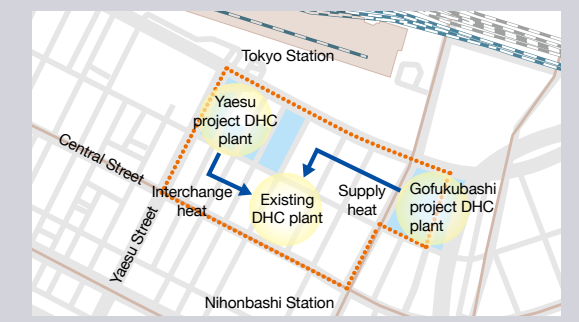 Tokyo Station
Yaesu
project DHC
plant
Central Street
Interchange
heat
Existing
DHC plant
Supply
heat
Gofukubashi
project DHC
plant
Yaesu Street
Nihonbashi Station